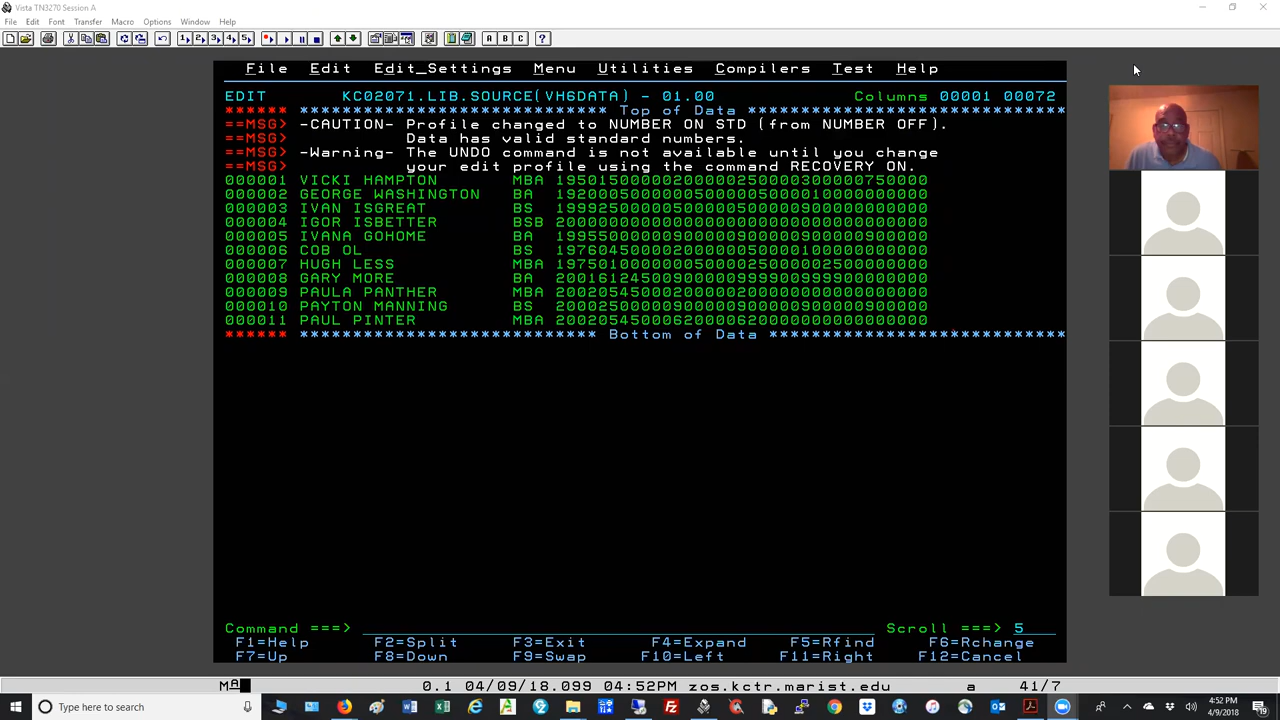 Vista TN3270 Session A
File Edit Font Transfer Macro Options Window Help
File Edit Edit_Settings Menu Utilities Compilers Test Help
EDIT KC02071.LIB.SOURCE(VH6DATA) - 01.00 Columns 00001 00072
****** ***************************** Top of Data ******************************
==MSG> -CAUTION- Profile changed to NUMBER ON STD (from NUMBER OFF).
==MSG> Data has valid standard numbers.
==MSG> -Warning- The UNDO command is not available until you change
==MSG> your edit profile using the command RECOVERY ON.
000001 VICKI HAMPTON MBA 19501500000200000250000300000750000
000002 GEORGE WASHINGTON BA 19200050000050000050000100000000000
000003 IVAN ISGREAT BS 19992500000500000500000900000000000
000004 IGOR ISBETTER BSB 20000000000000000000000000000000000
000005 IVANA GOHOME BA 19955000000900000900000900000900000
000006 COB OL BS 19760450000020000050000100000000000
000007 HUGH LESS MBA 19750100000050000250000025000000000
000008 GARY MORE BA 20016124500900009999009999000000000
000009 PAULA PANTHER MBA 20020545000200002000000000000000000
000010 PAYTON MANNING BS 20002500000900000900000900000900000
000011 PAUL PINTER MBA 20020545000620000620000000000000000
****** **************************** Bottom of Data ****************************
Command ===> Scroll ===> 5
F1=Help F2=Split F3=Exit F4=Expand F5=Rfind F6=Rchange
F7=Up F8=Down F9=Swap F10=Left F11=Right F12=Cancel
MA 0.1 04/09/18.099 04:52PM zos.kctr.marist.edu a 41/7
Type here to search
4:52 PM
4/9/2018